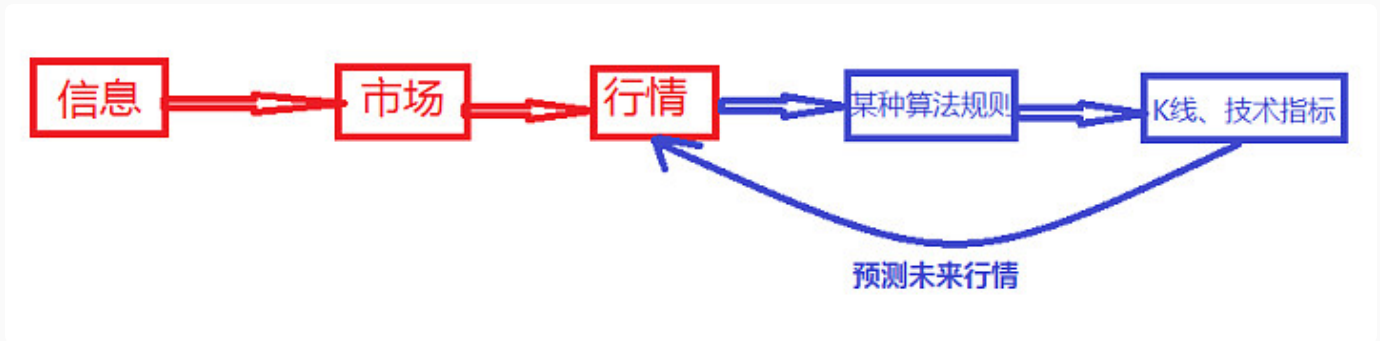 信息
市场
行情
某种算法规则
K线、技术指标
预测未来行情